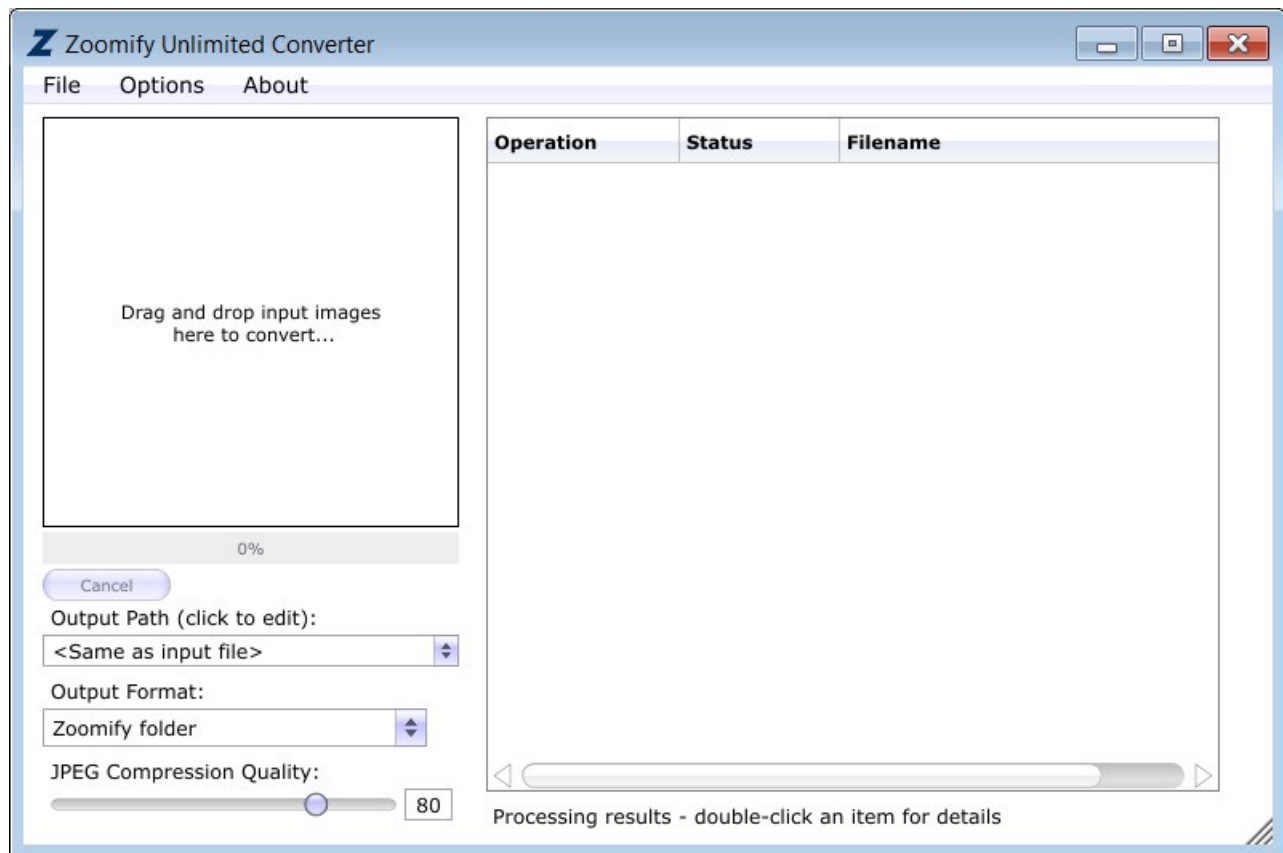 Z Zoomify Unlimited Converter
File Options About
Drag and drop input images
here to convert...
0%
Cancel
Output Path (click to edit):
<Same as input file>
Output Format:
Zoomify folder
JPEG Compression Quality:
80
Operation Status Filename
Processing results - double-click an item for details